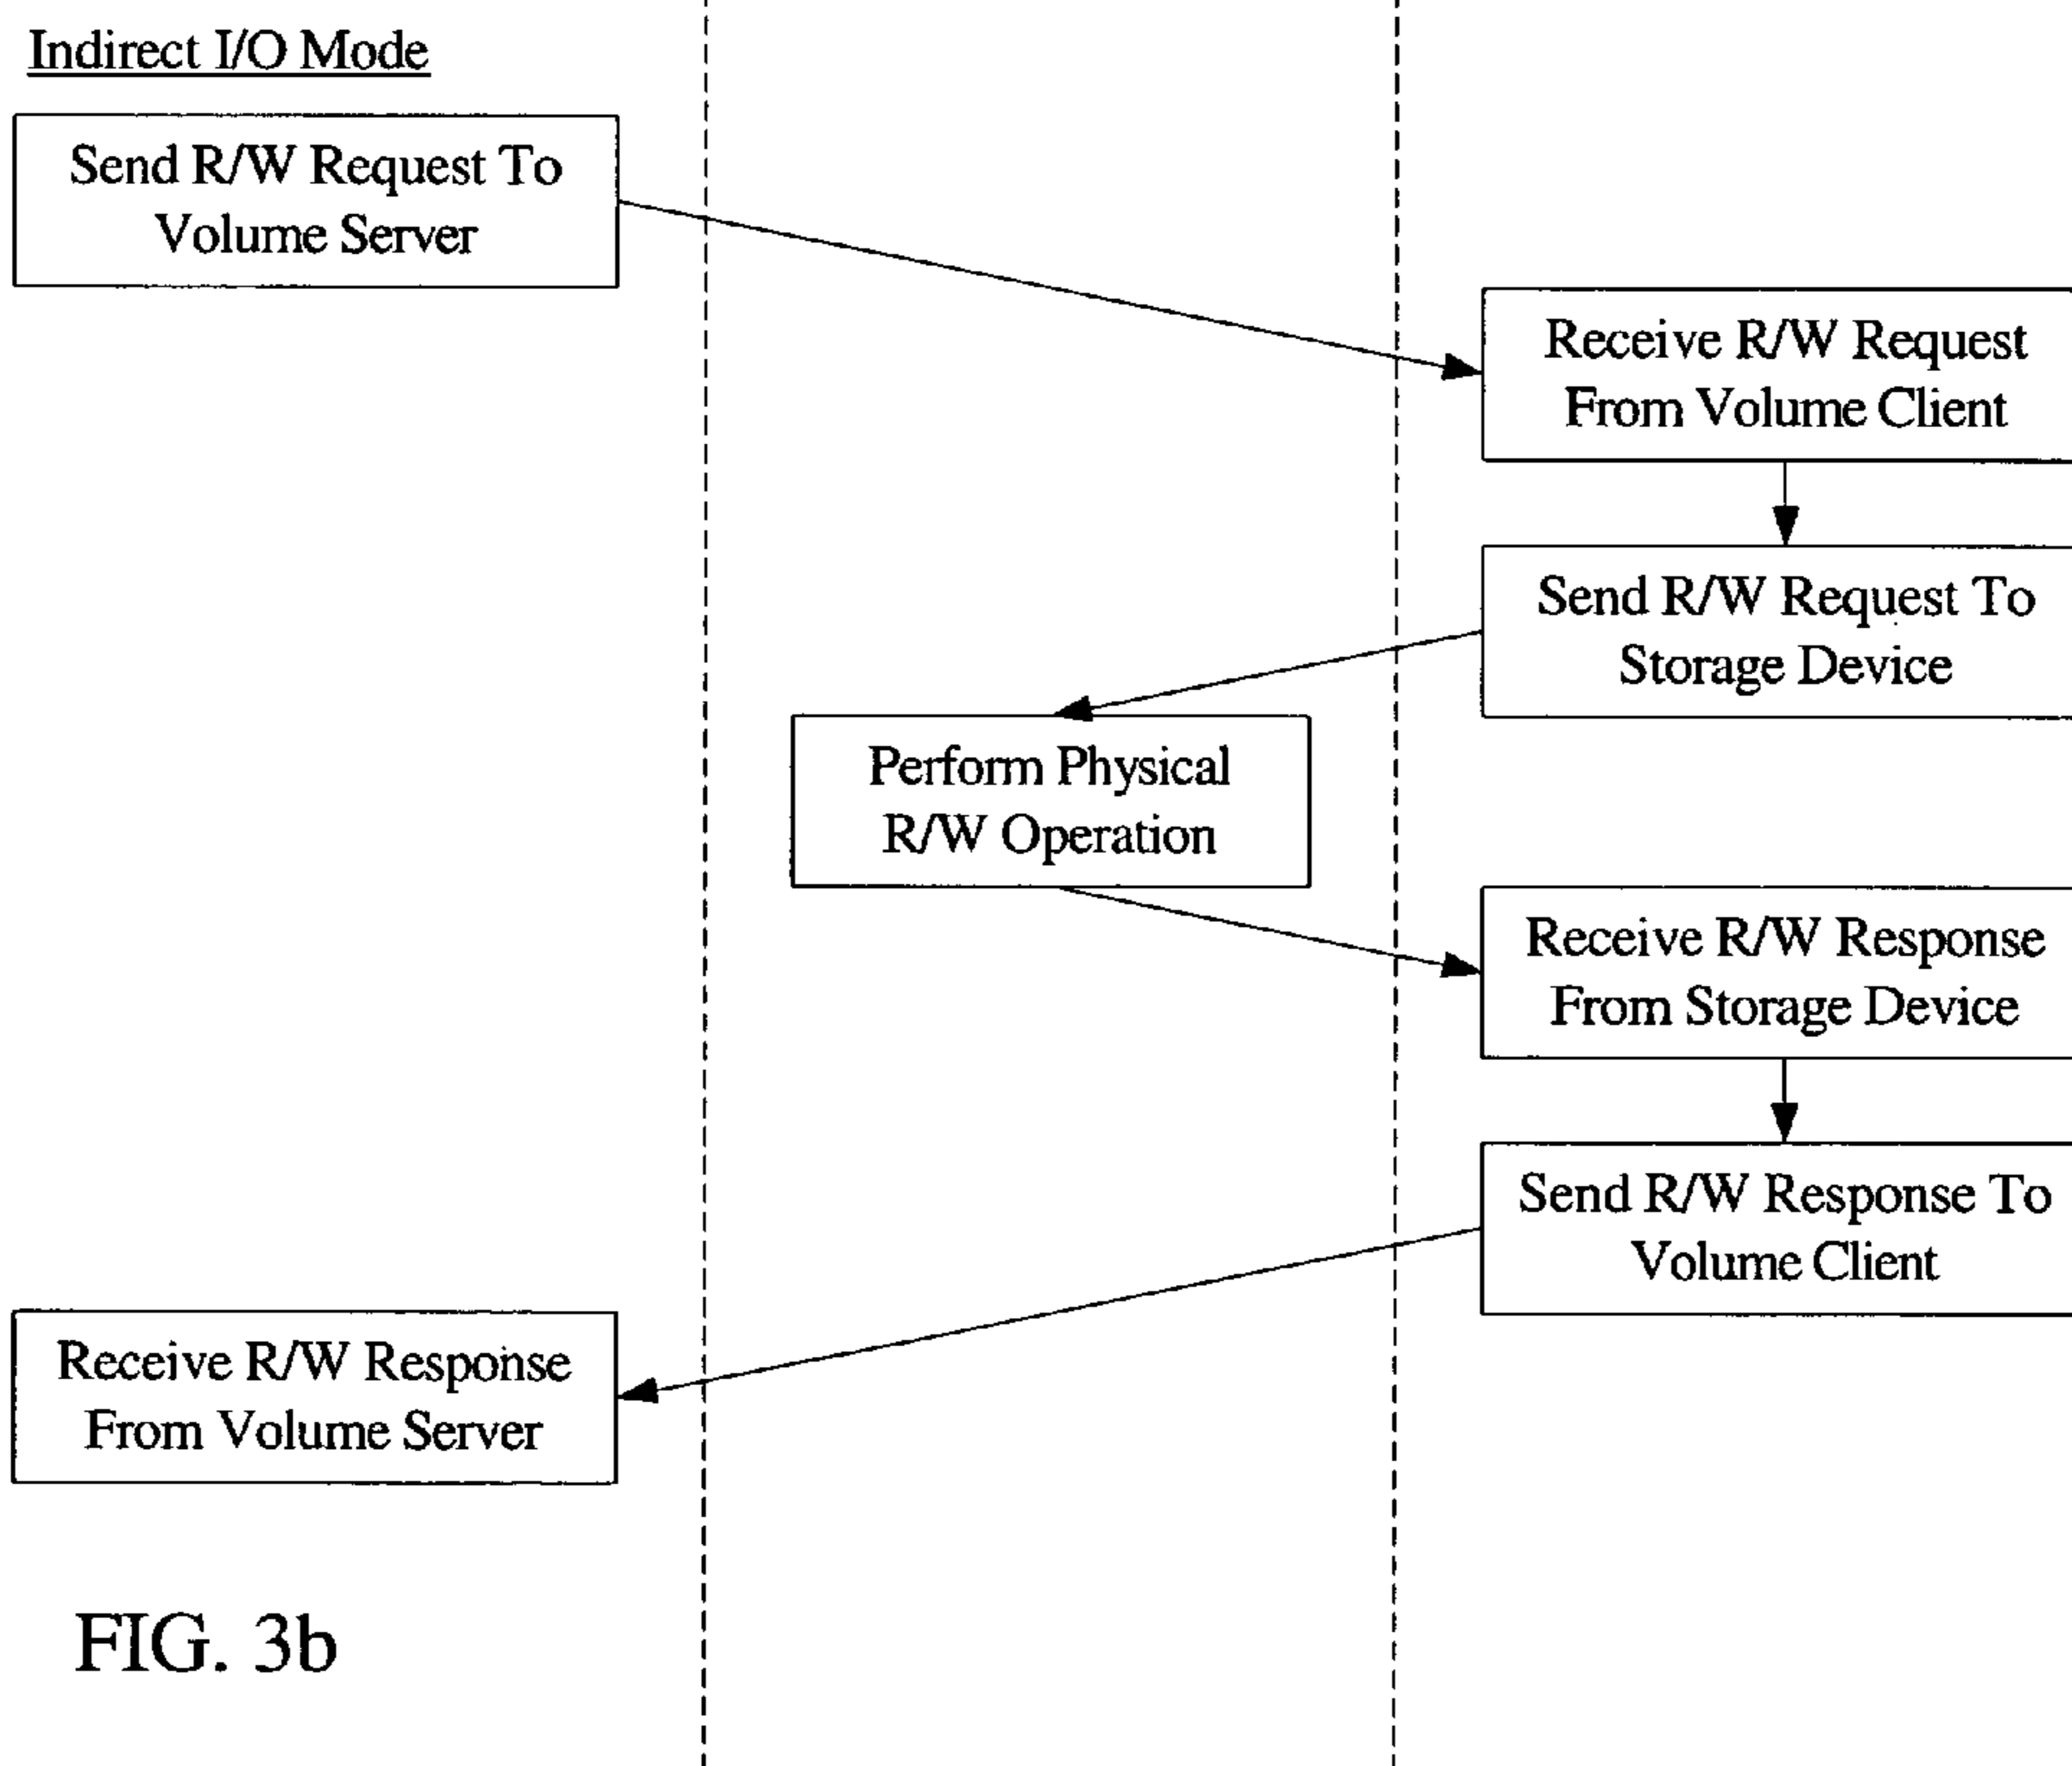 Indirect I/O Mode
Send R/W Request To
Volume Server
Receive R/W Request
From Volume Client
Send R/W Request To
Storage Device
Perform Physical
R/W Operation
Receive R/W Response
From Storage Device
Send R/W Response To
Volume Client
Receive R/W Response
From Volume Server
FIG. 3b